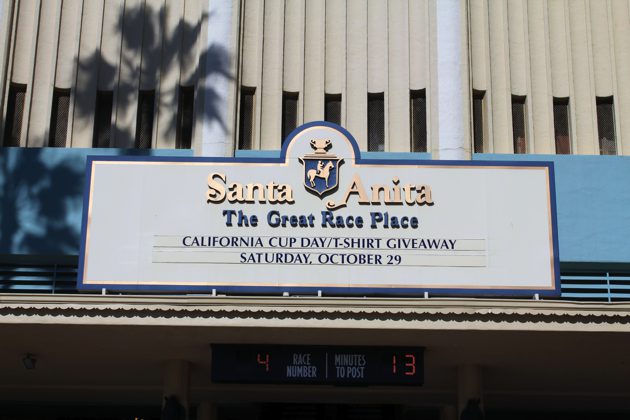 Santa Anita
The Great Race Place
CALIFORNIA CUP DAY/T-SHIRT GIVEAWAY
SATURDAY, OCTOBER 29
4 RACE NUMBER MINUTES TO POST 13